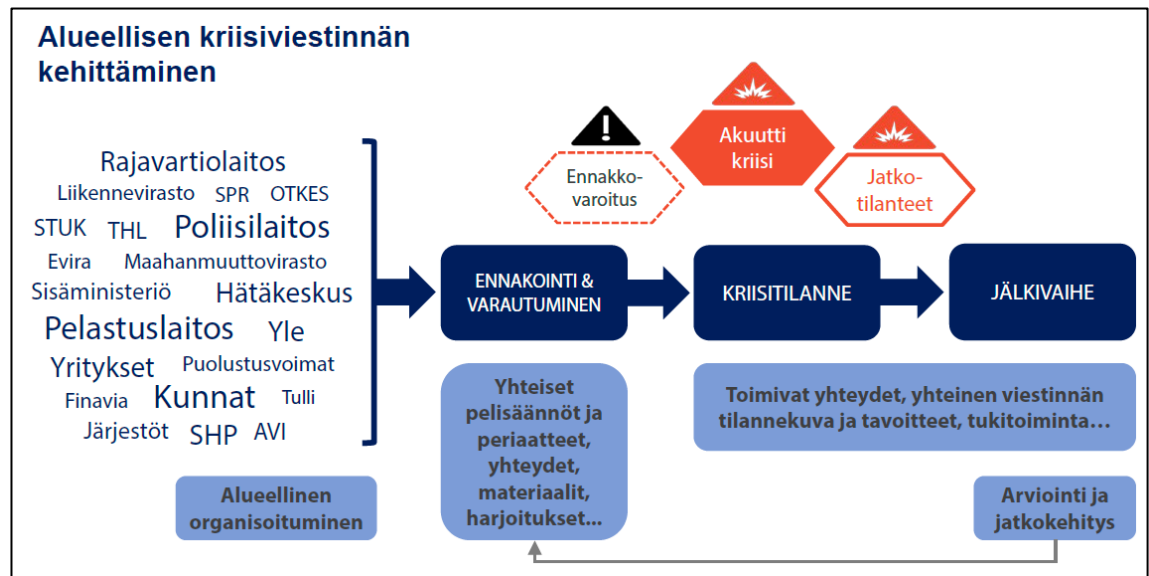 Alueellisen kriisiviestinnän
kehittäminen
Rajavartiolaitos
Liikennevirasto SPR OTKES
STUK THL Poliisilaitos
Evira Maahanmuuttovirasto
Sisäministeriö Hätäkeskus
Pelastuslaitos Yle
Yritykset Puolustusvoimat
Finavia Kunnat Tulli
Järjestöt SHP AVI
Alueellinen
organisoituminen
!
Ennakko-
varoitus
Akuutti
kriisi
Jatko-
tilanteet
ENNAKOINTI &
VARAUTUMINEN
KRIISITILANNE
JÄLKIVAIHE
Yhteiset
pelisäännöt ja
periaatteet,
yhteydet,
materiaalit,
harjoitukset...
Toimivat yhteydet, yhteinen viestinnän
tilannekuva ja tavoitteet, tukitoiminta...
Arviointi ja
jatkokehitys